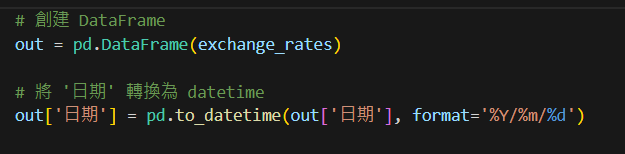 # 創建 DataFrame
out = pd.DataFrame(exchange_rates)
# 將 '日期' 轉換為 datetime
out['日期'] = pd.to_datetime(out['日期'], format='%Y/%m/%d')